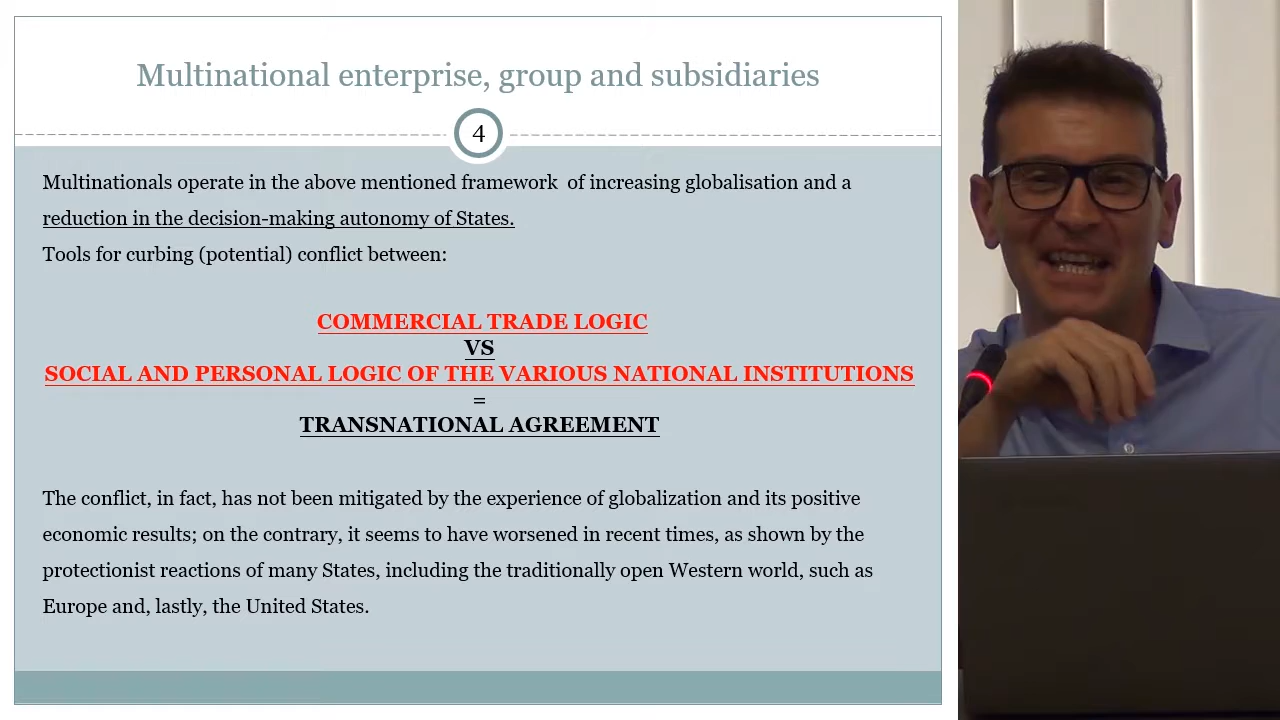 Multinational enterprise, group and subsidiaries
4
Multinationals operate in the above mentioned framework of increasing globalisation and a
reduction in the decision-making autonomy of States.
Tools for curbing (potential) conflict between:
COMMERCIAL TRADE LOGIC
VS
SOCIAL AND PERSONAL LOGIC OF THE VARIOUS NATIONAL INSTITUTIONS
=
TRANSNATIONAL AGREEMENT
The conflict, in fact, has not been mitigated by the experience of globalization and its positive
economic results; on the contrary, it seems to have worsened in recent times, as shown by the
protectionist reactions of many States, including the traditionally open Western world, such as
Europe and, lastly, the United States.